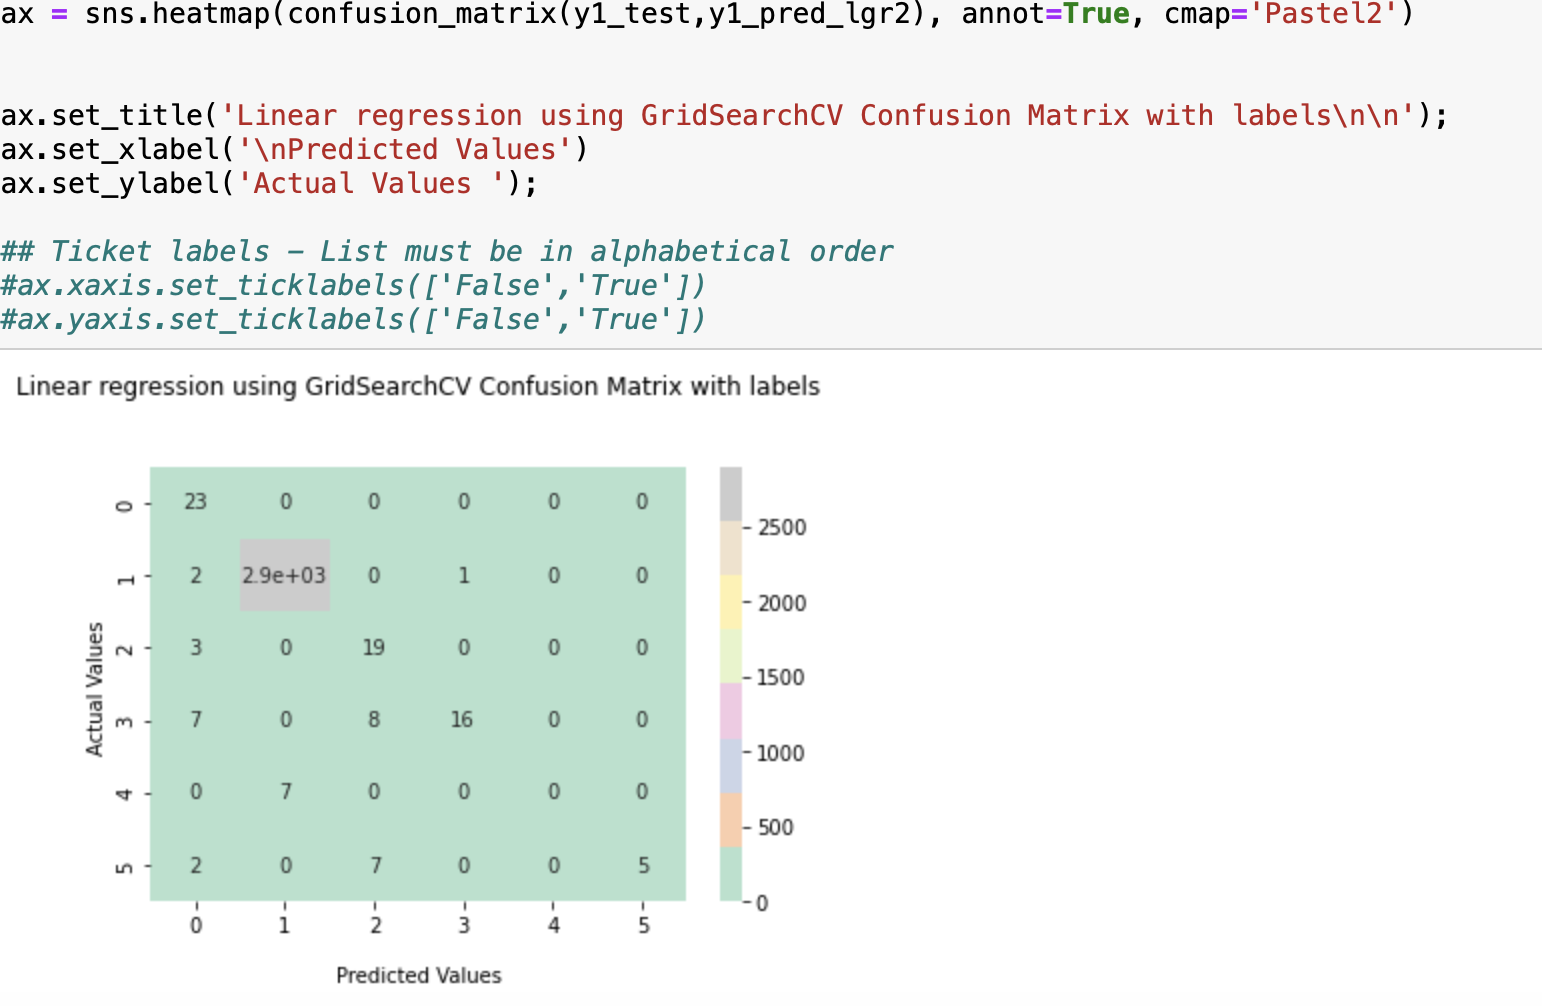 ax = sns.heatmap(confusion_matrix(y1_test,y1_pred_lgr2), annot=True, cmap='Pastel2')
ax.set_title('Linear regression using GridSearchCV Confusion Matrix with labels\n\n');
ax.set_xlabel('\nPredicted Values')
ax.set_ylabel('Actual Values ');
## Ticket labels – List must be in alphabetical order
#ax.xaxis.set_ticklabels(['False','True'])
#ax.yaxis.set_ticklabels(['False','True'])
Linear regression using GridSearchCV Confusion Matrix with labels
Actual Values
0 23 0 0 0 0 0
1 2 2.9e+03 0 1 0 0
2 3 0 19 0 0 0
3 7 0 8 16 0 0
4 0 7 0 0 0 0
5 2 0 7 0 0 5
0 1 2 3 4 5
Predicted Values
2500
2000
1500
1000
500
0